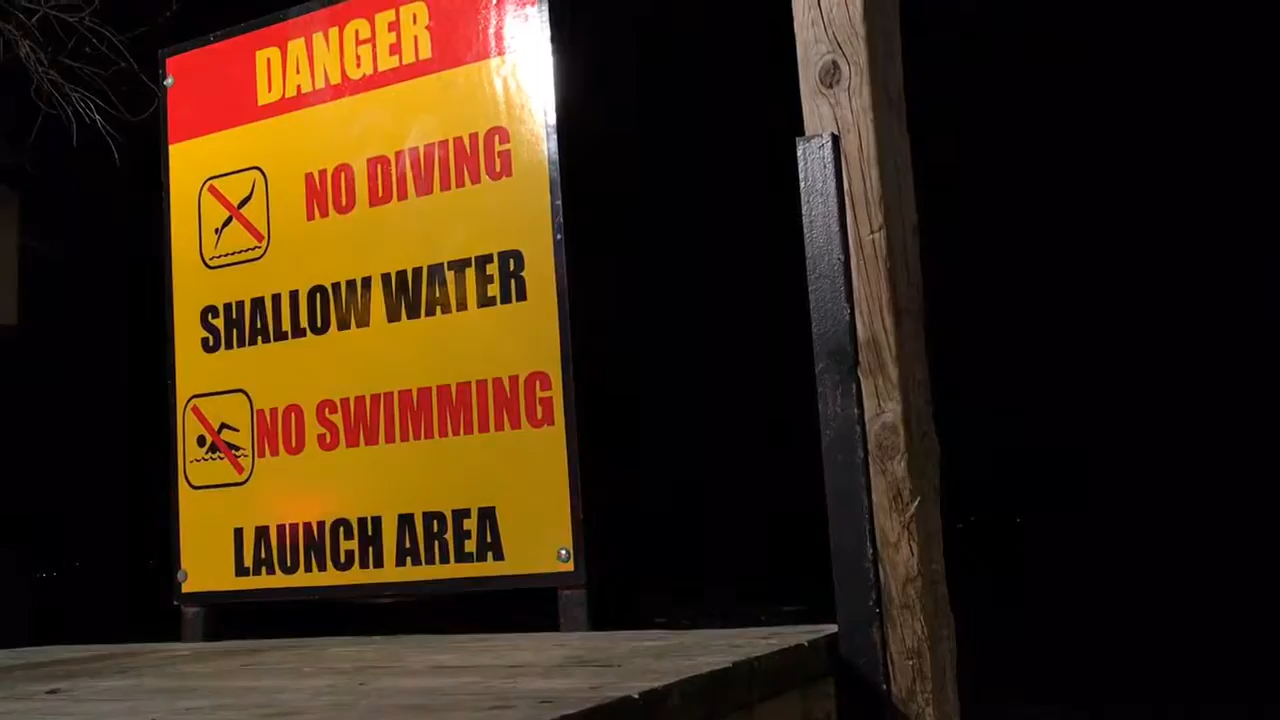 DANGER
NO DIVING
SHALLOW WATER
NO SWIMMING
LAUNCH AREA